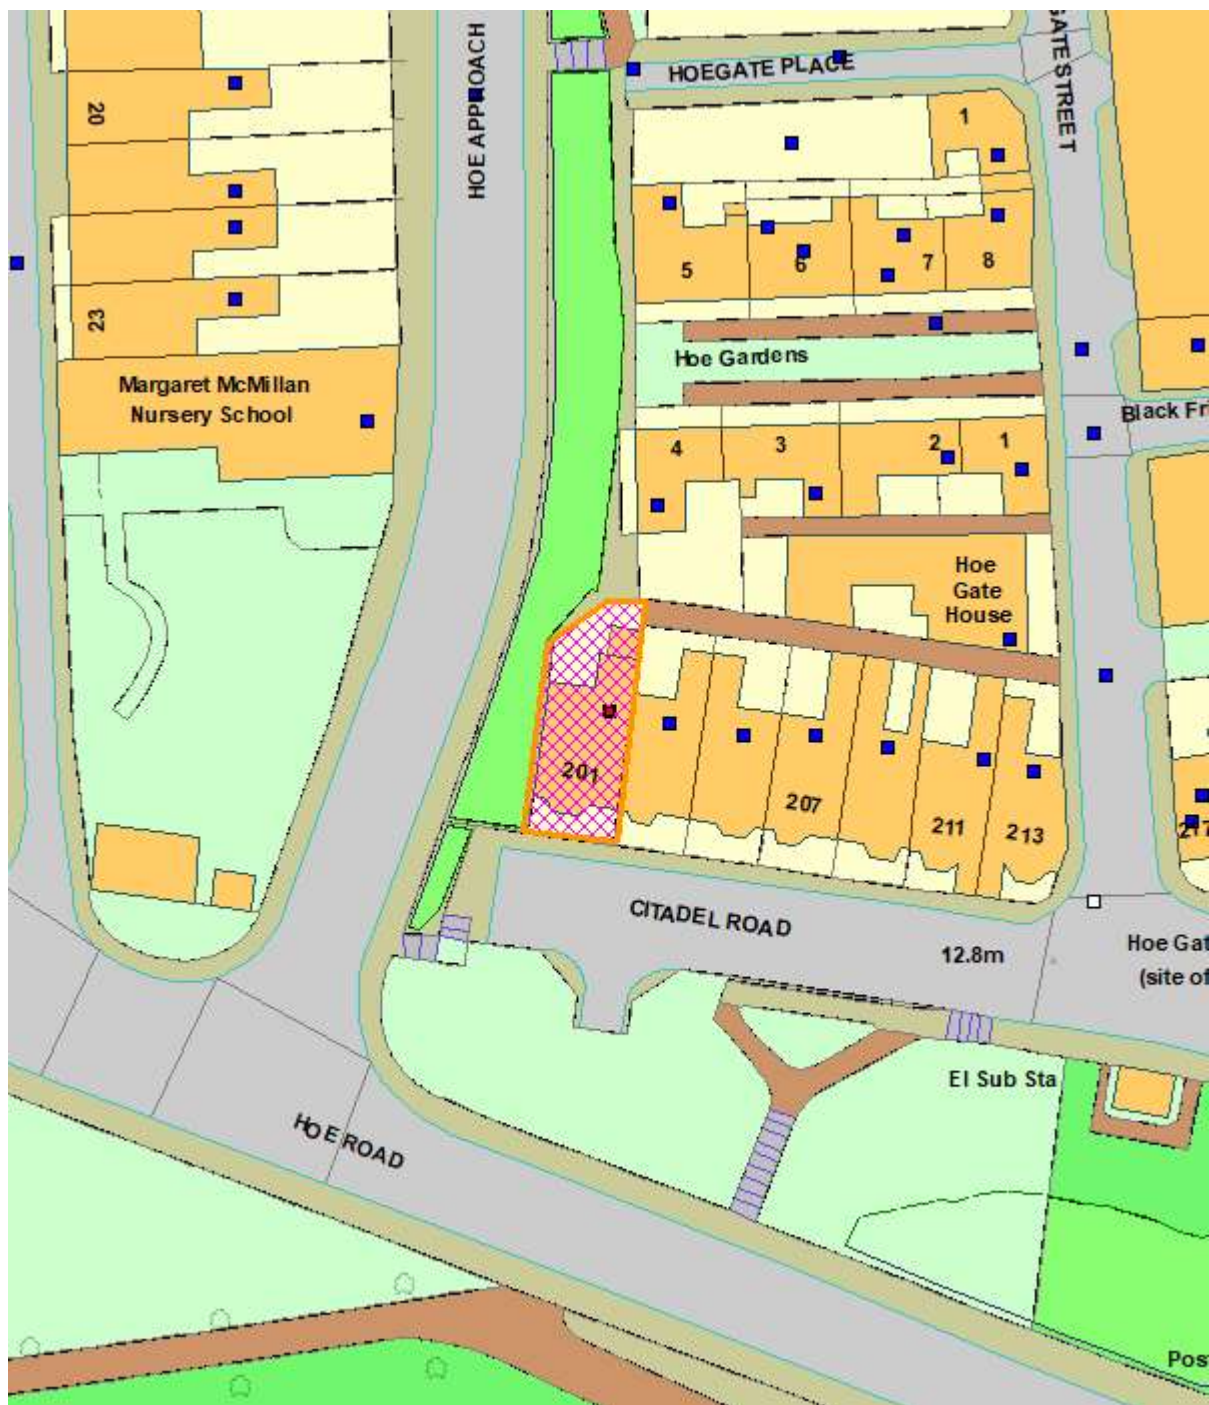 HOE APPROACH
HOEGATE PLACE
GATE STREET
20
1
5
6
7
8
23
Hoe Gardens
Margaret McMillan
Nursery School
Black Fri
4
3
2
1
Hoe
Gate
House
201
207
211
213
217
CITADEL ROAD
12.8m
Hoe Gat
(site of
El Sub Sta
HOE ROAD
Pos